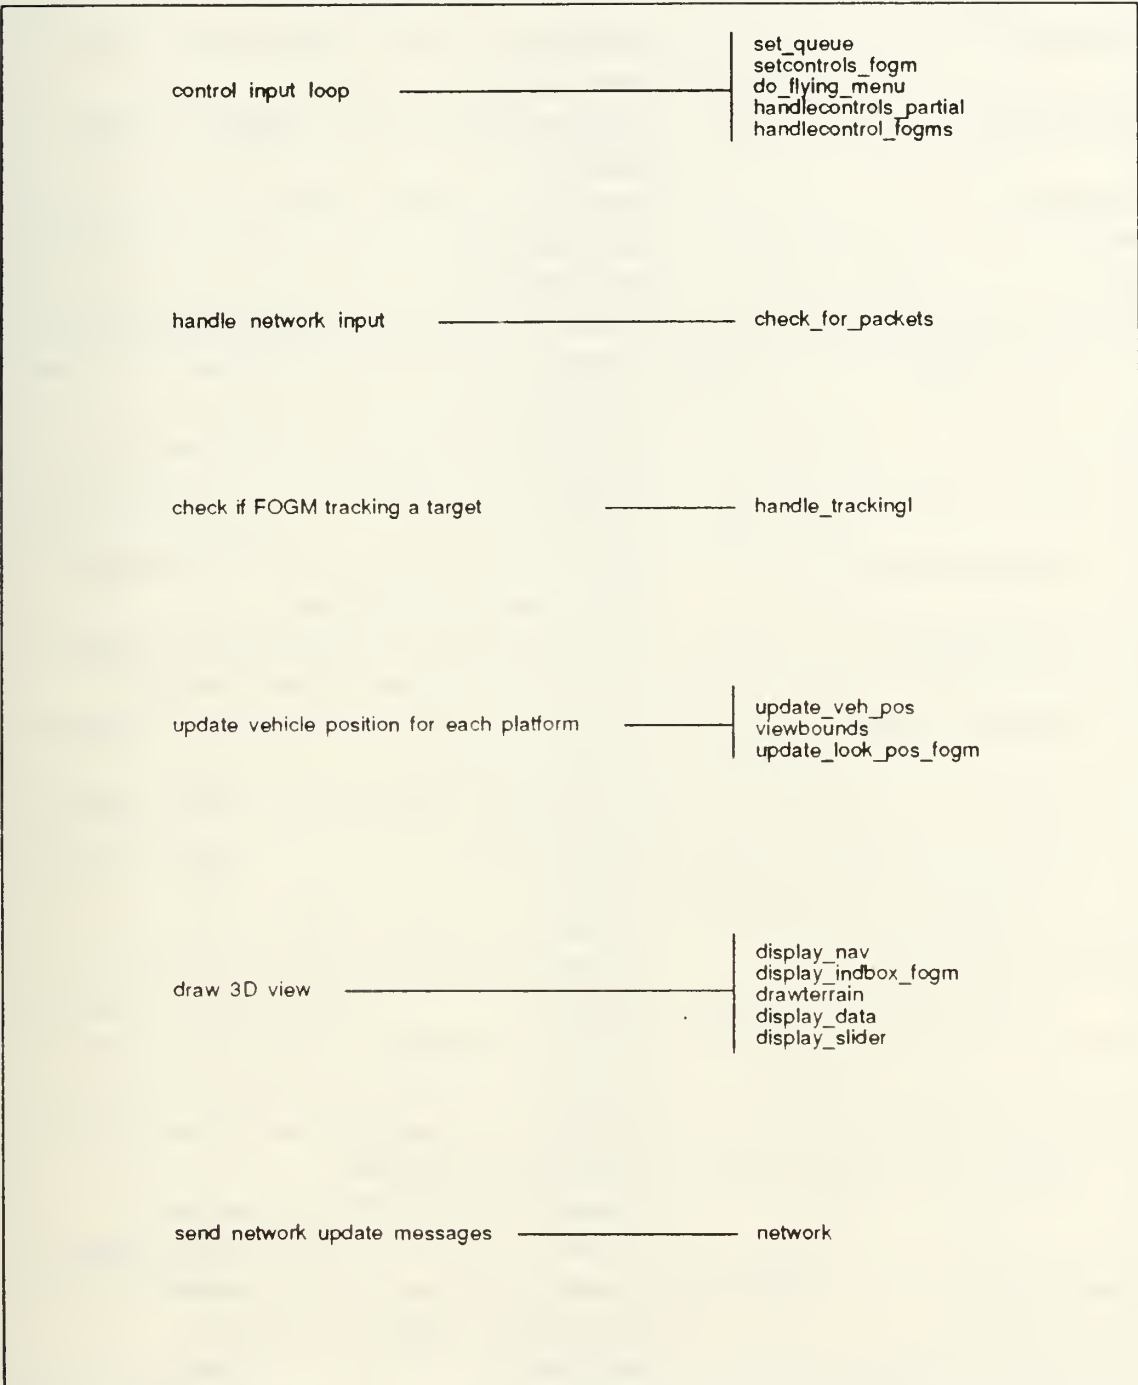 control input loop
set_queue
setcontrols_fogm
do_flying_menu
handlecontrols_partial
handlecontrol_fogms
handle network input
check_for_packets
check if FOGM tracking a target
handle_trackingl
update vehicle position for each platform
update_veh_pos
viewbounds
update_look_pos_fogm
draw 3D view
display_nav
display_indbox_fogm
drawterrain
display_data
display_slider
send network update messages
network